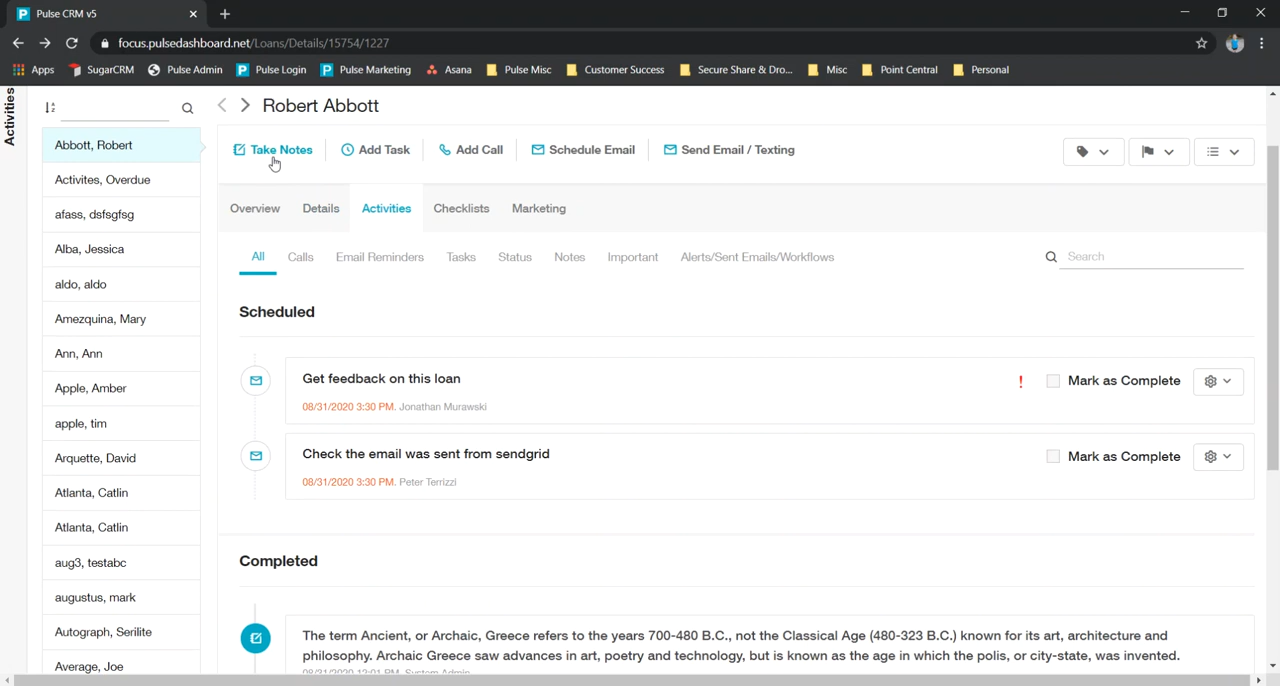 Pulse CRM v5
focus.pulsedashboard.net/Loans/Details/15754/1227
Apps SugarCRM Pulse Admin Pulse Login Pulse Marketing Asana Pulse Misc Customer Success Secure Share & Dro... Misc Point Central Personal
Activities
Robert Abbott
Take Notes Add Task Add Call Schedule Email Send Email / Texting
Overview Details Activities Checklists Marketing
All Calls Email Reminders Tasks Status Notes Important Alerts/Sent Emails/Workflows Search
Abbott, Robert
Activites, Overdue
afass, dsfsgfsg
Alba, Jessica
aldo, aldo
Amezquina, Mary
Ann, Ann
Apple, Amber
apple, tim
Arquette, David
Atlanta, Catlin
Atlanta, Catlin
aug3, testabc
augustus, mark
Autograph, Serilite
Average, Joe
Scheduled
Get feedback on this loan
! Mark as Complete
08/31/2020 3:30 PM. Jonathan Murawski
Check the email was sent from sendgrid
Mark as Complete
08/31/2020 3:30 PM. Peter Terrizzi
Completed
The term Ancient, or Archaic, Greece refers to the years 700-480 B.C., not the Classical Age (480-323 B.C.) known for its art, architecture and
philosophy. Archaic Greece saw advances in art, poetry and technology, but is known as the age in which the polis, or city-state, was invented.
08/31/2020 12:01 PM. System Admin